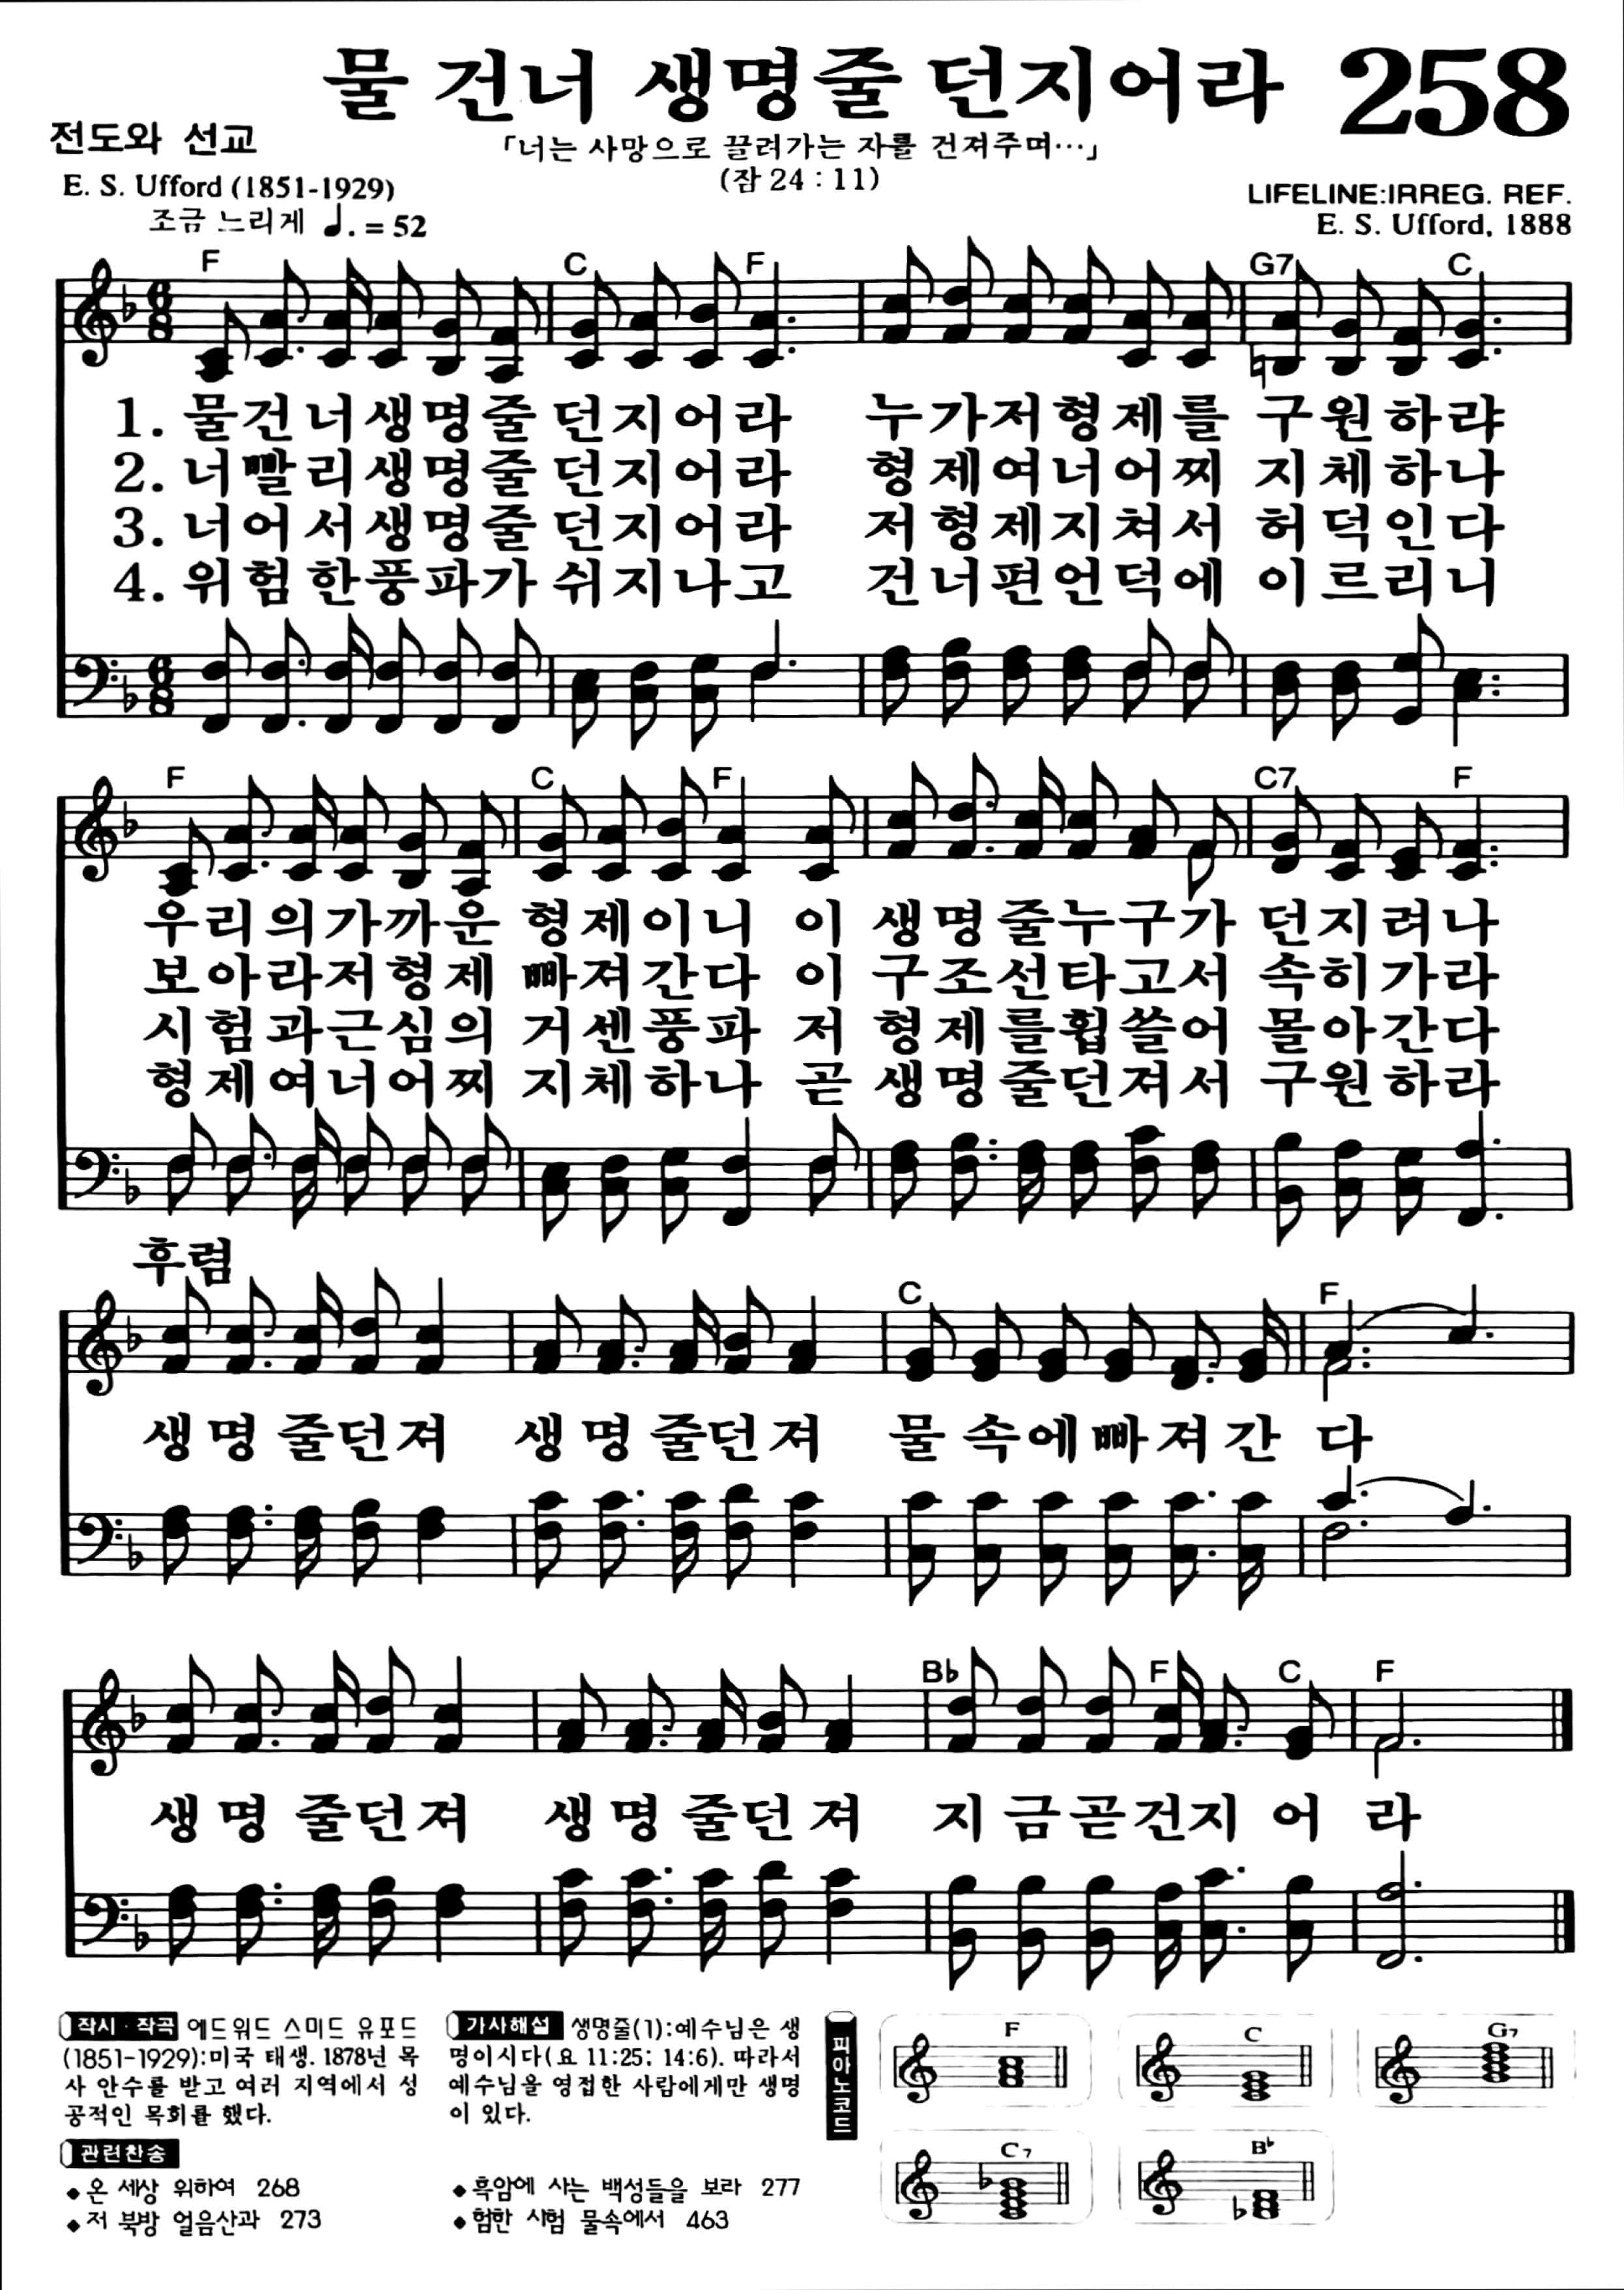 물 건너 생명줄 던지어라 258
전도와 선교
「너는 사망으로 끌려가는 자를 건져주며…」
(잠 24 : 11)
E. S. Ufford (1851-1929)
LIFELINE:IRREG. REF.
조금 느리게 ♩. = 52
E. S. Ufford, 1888
F C F G7 C
1. 물건너생명줄 던지어라 누가저형제를 구원하랴
2. 너빨리생명줄 던지어라 형제여너어찌 지체하나
3. 너어서생명줄 던지어라 저형제지쳐서 허덕인다
4. 위험한풍파가 쉬지나고 건너편언덕에 이르리니
F C F C7 F
우리의가까운 형제이니 이 생명줄누구가 던지려나
보아라저형제 빠져간다 이 구조선타고서 속히가라
시험과근심의 거센풍파 저 형제를휩쓸어 몰아간다
형제여너어찌 지체하나 곧 생명줄던져서 구원하라
후렴
C F
생명 줄던져 생명 줄던져 물속에빠져간 다
B♭ F C F
생명 줄던져 생명 줄던져 지금곧건지 어 라
작시·작곡 에드워드 스미드 유포드
(1851-1929):미국 태생. 1878년 목
사 안수를 받고 여러 지역에서 성
공적인 목회를 했다.
가사해설 생명줄(1):예수님은 생
명이시다(요 11:25; 14:6). 따라서
예수님을 영접한 사람에게만 생명
이 있다.
관련찬송
◆온 세상 위하여 268
◆저 북방 얼음산과 273
◆흑암에 사는 백성들을 보라 277
◆험한 시험 물속에서 463
피아노코드
F C G7
C7 B♭